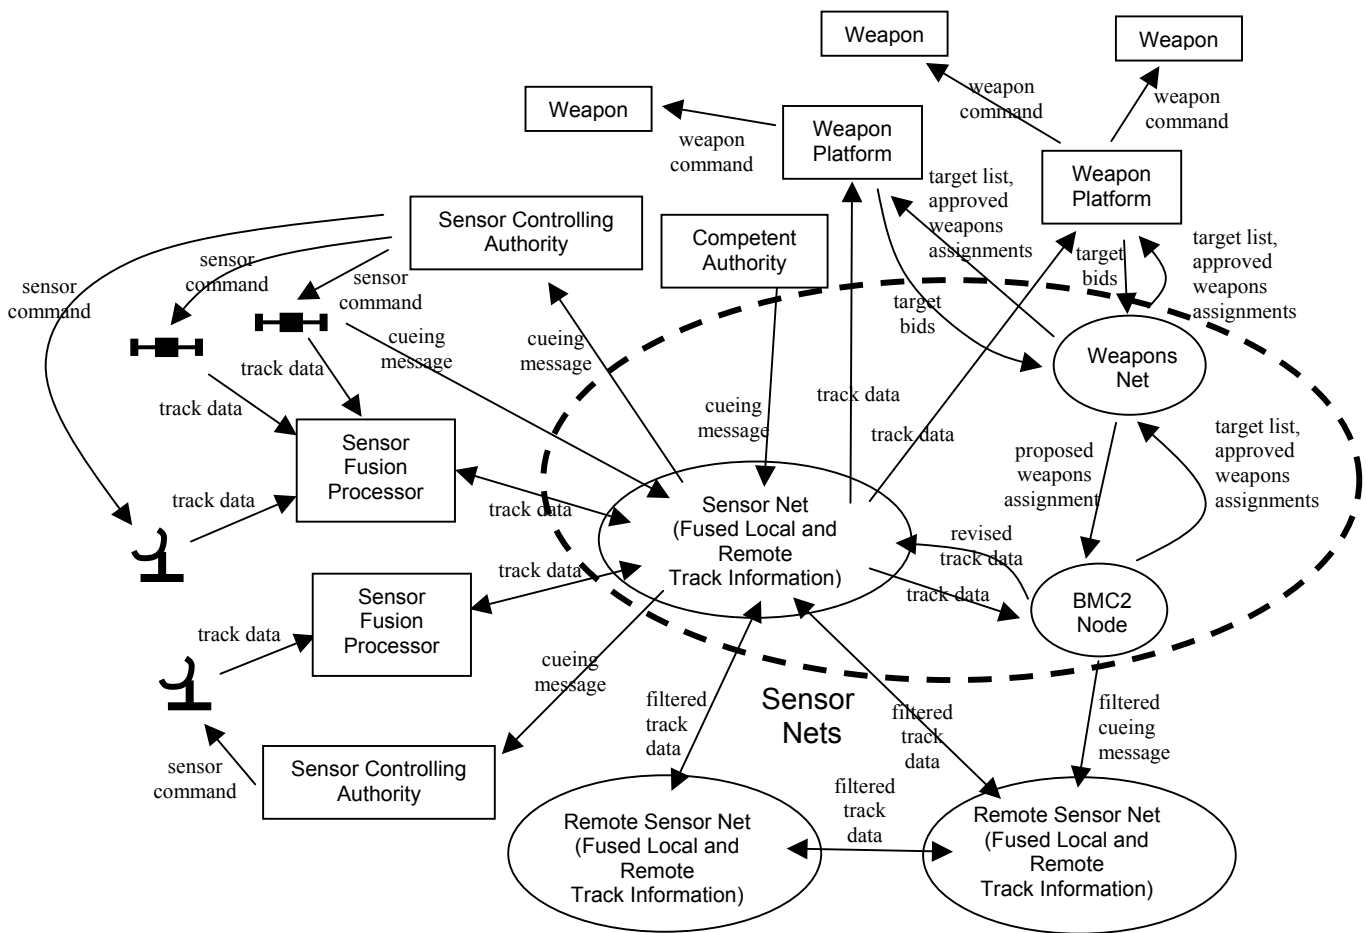 Weapon
Weapon
weapon
command
weapon
command
Weapon
Weapon
Platform
weapon
command
Weapon
Platform
target list,
approved
weapons
assignments
Sensor Controlling
Authority
Competent
Authority
sensor
command
sensor
command
sensor
command
target
bids
target list,
approved
weapons
assignments
cueing
message
cueing
message
target
bids
Weapons
Net
track data
track data
track data
cueing
message
track data
Sensor
Fusion
Processor
track data
track data
proposed
weapons
assignment
target list,
approved
weapons
assignments
Sensor Net
(Fused Local and
Remote
Track Information)
revised
track data
track data
track data
BMC2
Node
Sensor
Fusion
Processor
track data
cueing
message
filtered
track
data
Sensor
Nets
filtered
track
data
filtered
cueing
message
sensor
command
Sensor Controlling
Authority
filtered
track
data
Remote Sensor Net
(Fused Local and
Remote
Track Information)
Remote Sensor Net
(Fused Local and
Remote
Track Information)